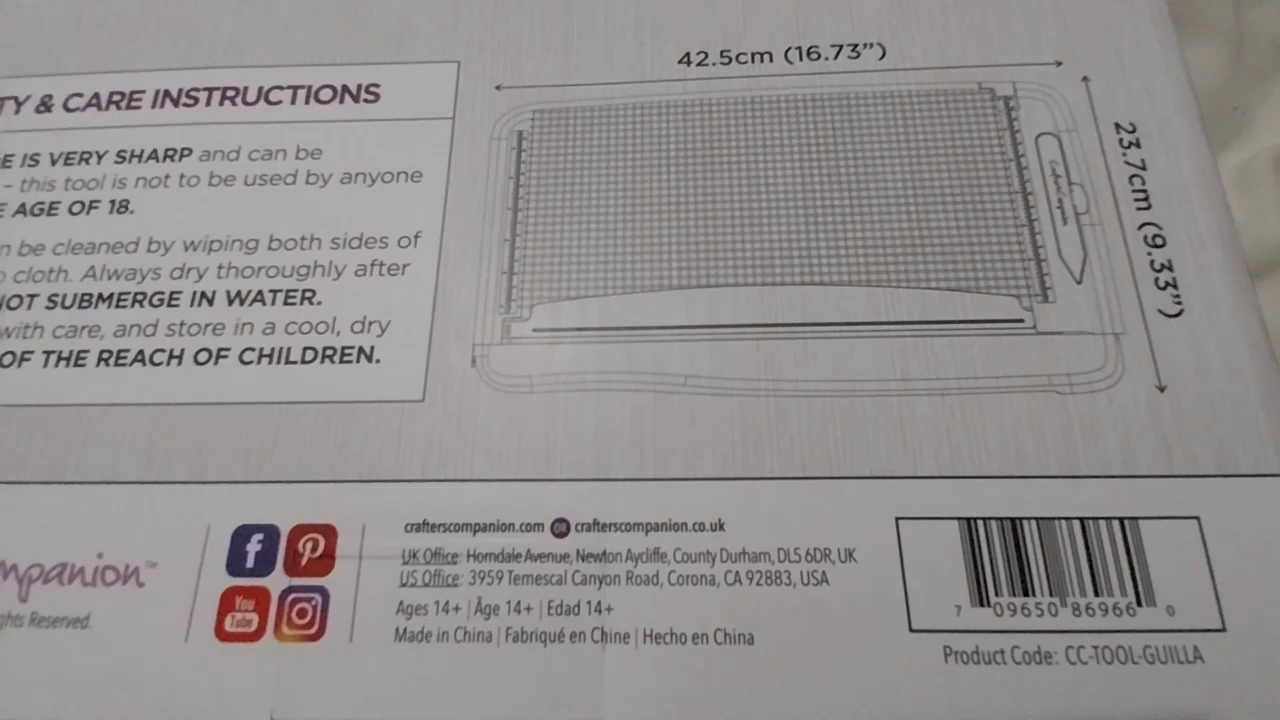 42.5cm (16.73”)
23.7cm (9.33”)
TY & CARE INSTRUCTIONS
E IS VERY SHARP and can be
- this tool is not to be used by anyone
E AGE OF 18.
n be cleaned by wiping both sides of
cloth. Always dry thoroughly after
NOT SUBMERGE IN WATER.
with care, and store in a cool, dry
OF THE REACH OF CHILDREN.
mpanion™
ghts Reserved.
f
You
Tube
crafterscompanion.com OR crafterscompanion.co.uk
UK Office: Horndale Avenue, Newton Aycliffe, County Durham, DL5 6DR, UK
US Office: 3959 Temescal Canyon Road, Corona, CA 92883, USA
Ages 14+ | Âge 14+ | Edad 14+
Made in China | Fabriqué en Chine | Hecho en China
7 09650 86966 0
Product Code: CC-TOOL-GUILLA